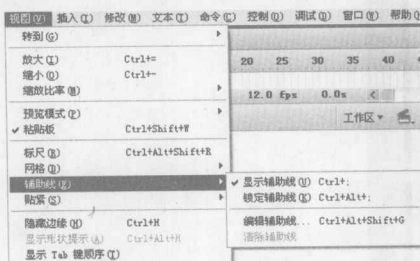 视图(V) 插入(I) 修改(M) 文本(T) 命令(C) 控制(O) 调试(D) 窗口(W) 帮助(
转到(G)
放大(I) Ctrl+=
缩小(O) Ctrl+-
缩放比率(M)
预览模式(P)
粘贴板 Ctrl+Shift+W
标尺(R) Ctrl+Alt+Shift+R
网格(D)
辅助线(E)
贴紧(S)
隐藏边缘(H) Ctrl+H
显示形状提示(A) Ctrl+Alt+H
显示 Tab 键顺序(T)
20 25 30 35 40
12.0 fps 0.0s
工作区
显示辅助线(U) Ctrl+;
锁定辅助线(K) Ctrl+Alt+;
编辑辅助线... Ctrl+Alt+Shift+G
清除辅助线